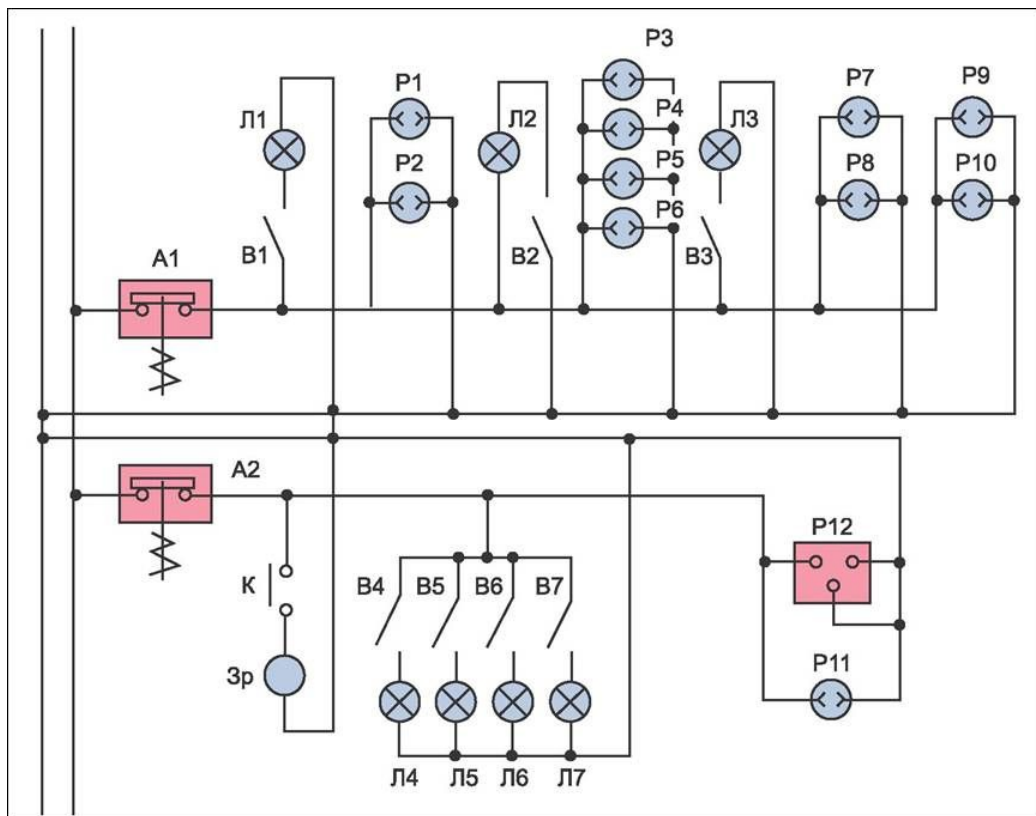 Р3
Р1 Р7 Р9
Л1 Л2 Р4 Л3
Р2 Р5 Р8 Р10
Р6
В1 В2 В3
А1
А2
Р12
К В4 В5 В6 В7
Зр Р11
Л4 Л5 Л6 Л7